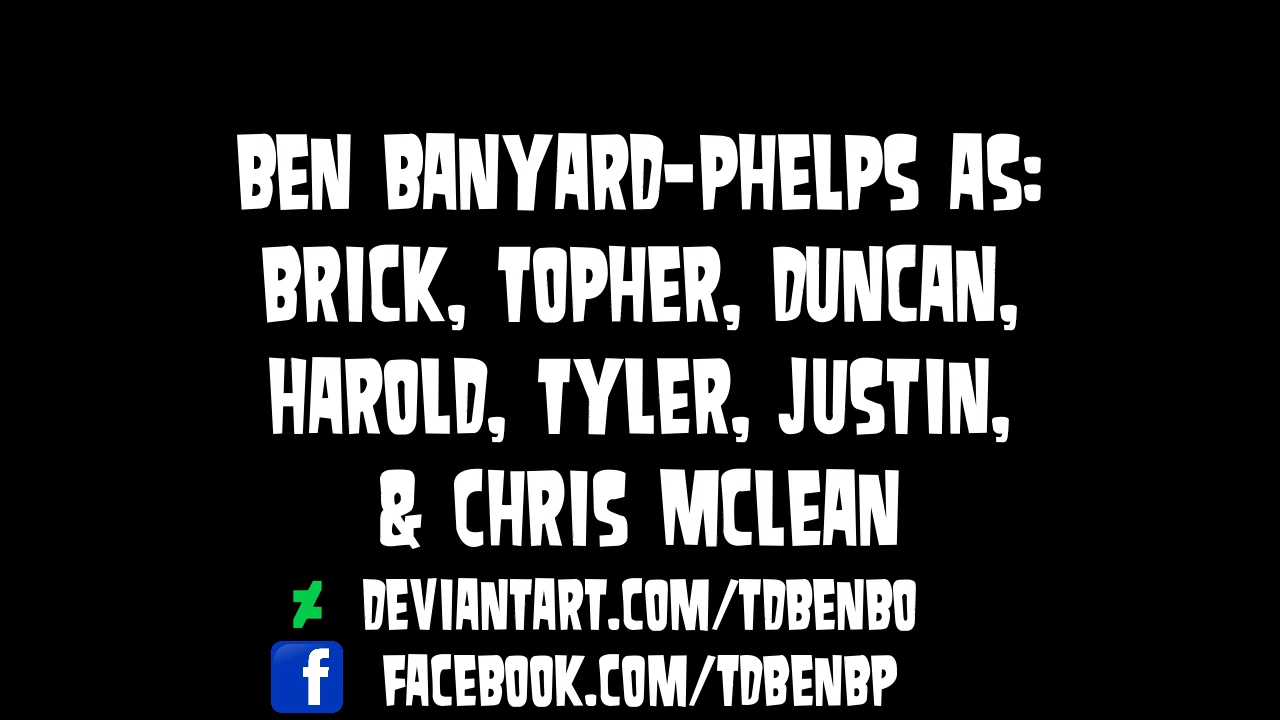 BEN BANYARD-PHELPS AS:
BRICK, TOPHER, DUNCAN,
HAROLD, TYLER, JUSTIN,
& CHRIS MCLEAN
DEVIANTART.COM/TDBENBO
f FACEBOOK.COM/TDBENBP